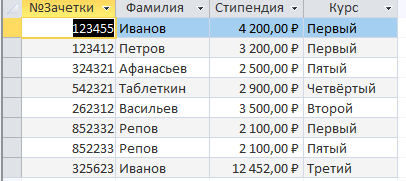 №Зачетки Фамилия Стипендия Курс
123455 Иванов 4 200,00 ₽ Первый
123412 Петров 3 200,00 ₽ Первый
324321 Афанасьев 2 500,00 ₽ Пятый
542321 Таблеткин 2 900,00 ₽ Четвёртый
262312 Васильев 3 500,00 ₽ Второй
852332 Репов 2 100,00 ₽ Первый
852233 Репов 2 100,00 ₽ Пятый
325623 Иванов 12 452,00 ₽ Третий